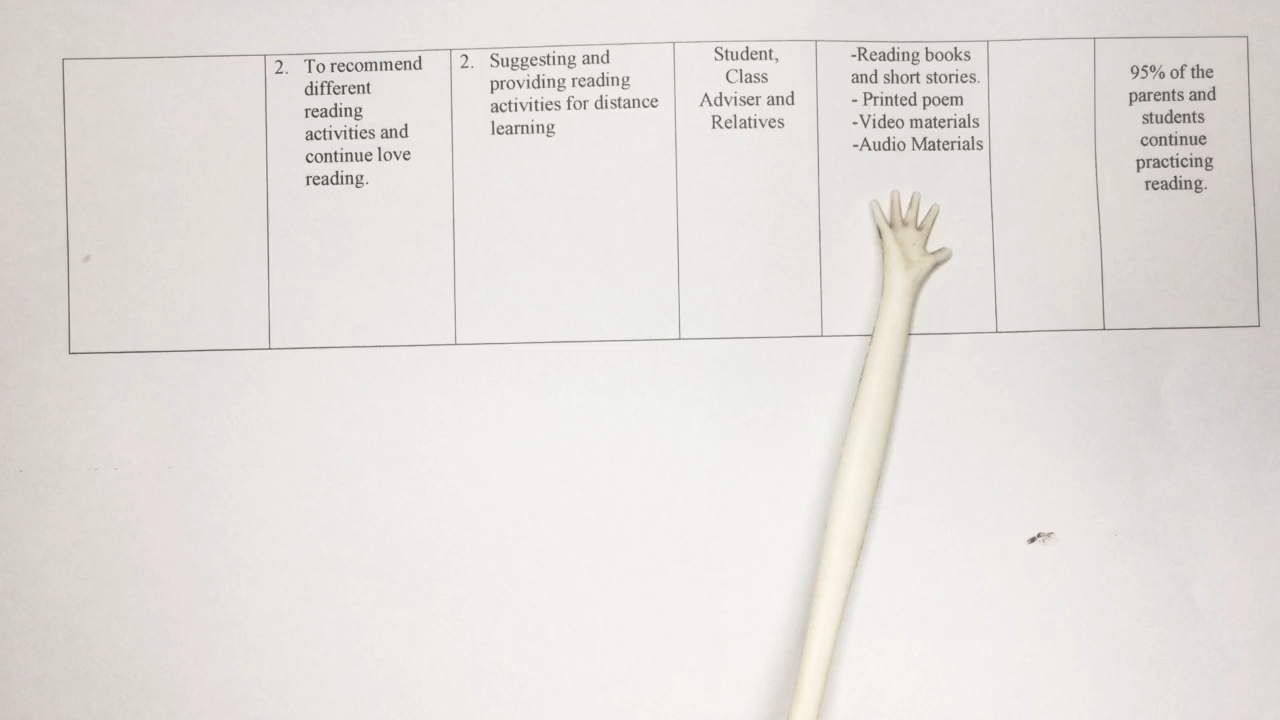 2. To recommend
different
reading
activities and
continue love
reading.
2. Suggesting and
providing reading
activities for distance
learning
Student,
Class
Adviser and
Relatives
-Reading books
and short stories.
- Printed poem
-Video materials
-Audio Materials
95% of the
parents and
students
continue
practicing
reading.